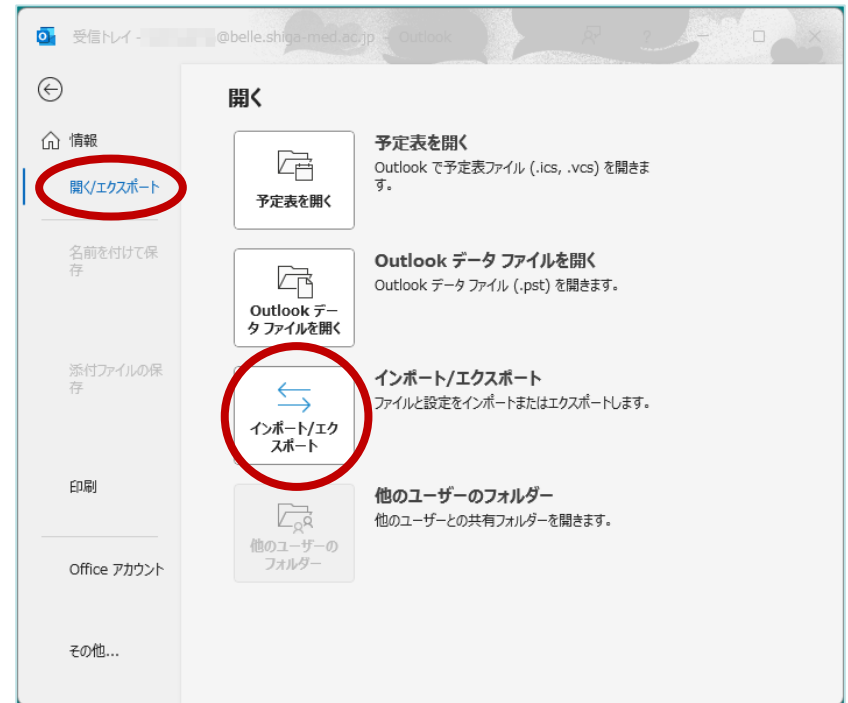 受信トレイ - @belle.shiga-med.ac.jp - Outlook
?
情報
開く/エクスポート
名前を付けて保
存
添付ファイルの保
存
印刷
Office アカウント
その他...
開く
予定表を開く
予定表を開く
Outlook で予定表ファイル (.ics, .vcs) を開きま
す。
Outlook デー
タ ファイルを開く
Outlook データ ファイルを開く
Outlook データ ファイル (.pst) を開きます。
インポート/エク
スポート
インポート/エクスポート
ファイルと設定をインポートまたはエクスポートします。
他のユーザーの
フォルダー
他のユーザーのフォルダー
他のユーザーとの共有フォルダーを開きます。